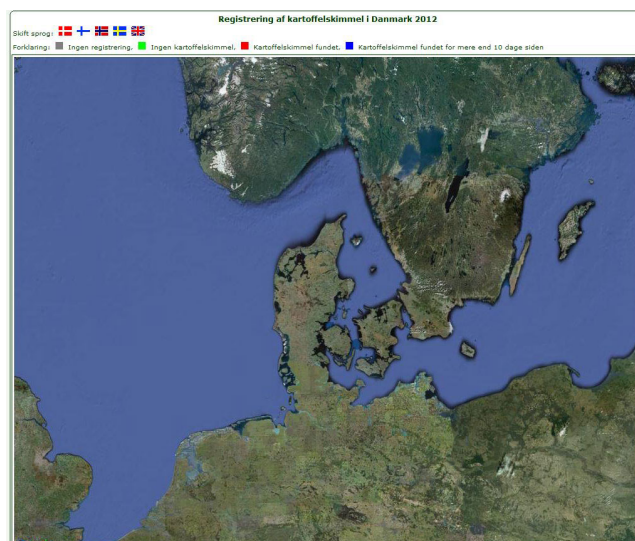 Registrering af kartoffelskimmel i Danmark 2012
Skift sprog:
Forklaring: Ingen registrering. Ingen kartoffelskimmel. Kartoffelskimmel fundet. Kartoffelskimmel fundet for mere end 10 dage siden